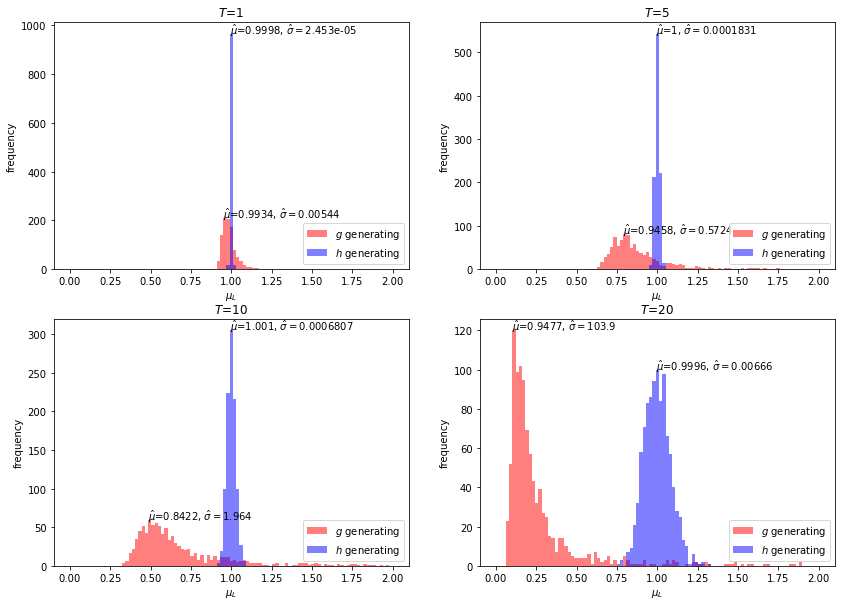 T=1
frequency
1000
800
600
400
200
0
μ̂=0.9998, σ̂ = 2.453e-05
μ̂=0.9934, σ̂ = 0.00544
g generating
h generating
0.00 0.25 0.50 0.75 1.00 1.25 1.50 1.75 2.00
μ_L
T=5
frequency
500
400
300
200
100
0
μ̂=1, σ̂ = 0.0001831
μ̂=0.9458, σ̂ = 0.5724
g generating
h generating
0.00 0.25 0.50 0.75 1.00 1.25 1.50 1.75 2.00
μ_L
T=10
frequency
300
250
200
150
100
50
0
μ̂=1.001, σ̂ = 0.0006807
μ̂=0.8422, σ̂ = 1.964
g generating
h generating
0.00 0.25 0.50 0.75 1.00 1.25 1.50 1.75 2.00
μ_L
T=20
frequency
120
100
80
60
40
20
0
μ̂=0.9477, σ̂ = 103.9
μ̂=0.9996, σ̂ = 0.00666
g generating
h generating
0.00 0.25 0.50 0.75 1.00 1.25 1.50 1.75 2.00
μ_L